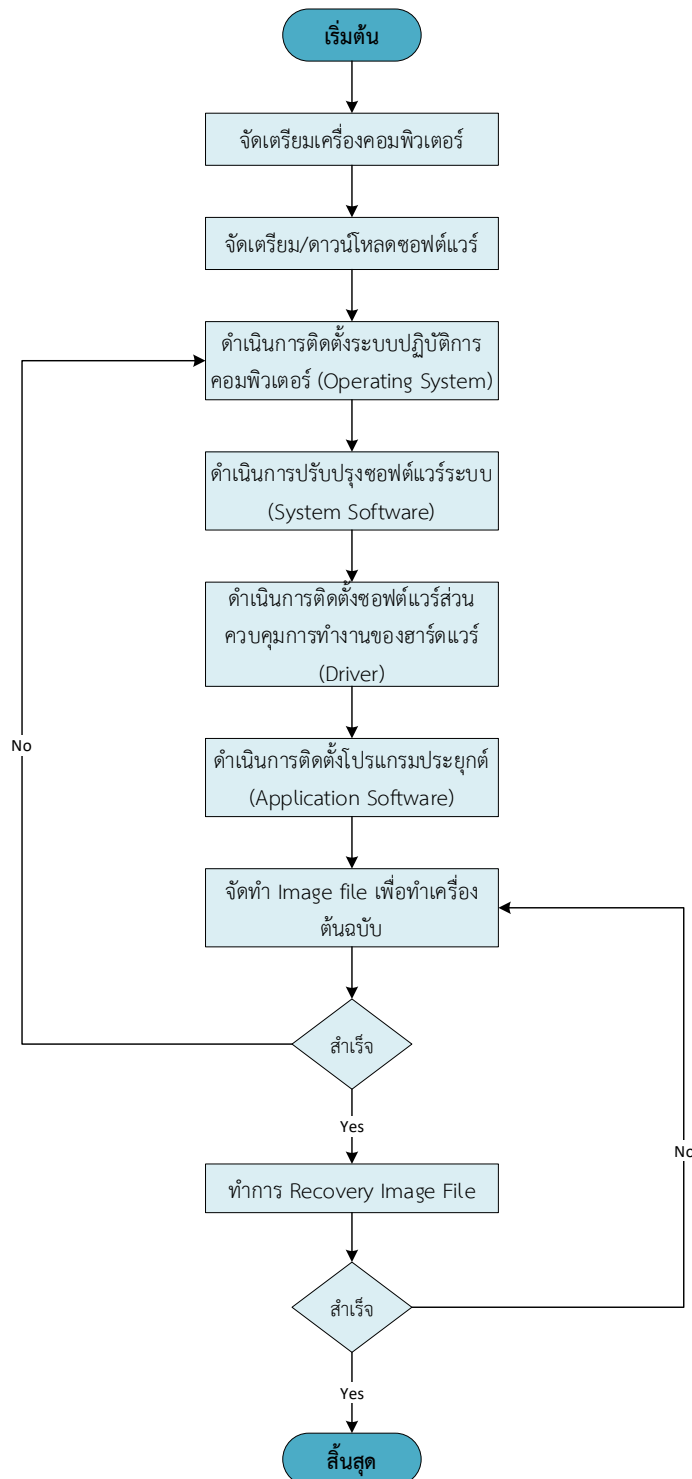 เริ่มต้น
จัดเตรียมเครื่องคอมพิวเตอร์
จัดเตรียม/ดาวน์โหลดซอฟต์แวร์
ดำเนินการติดตั้งระบบปฏิบัติการ
คอมพิวเตอร์ (Operating System)
ดำเนินการปรับปรุงซอฟต์แวร์ระบบ
(System Software)
ดำเนินการติดตั้งซอฟต์แวร์ส่วน
ควบคุมการทำงานของฮาร์ดแวร์
(Driver)
No
ดำเนินการติดตั้งโปรแกรมประยุกต์
(Application Software)
จัดทำ Image file เพื่อทำเครื่อง
ต้นฉบับ
สำเร็จ
Yes
No
ทำการ Recovery Image File
สำเร็จ
Yes
สิ้นสุด